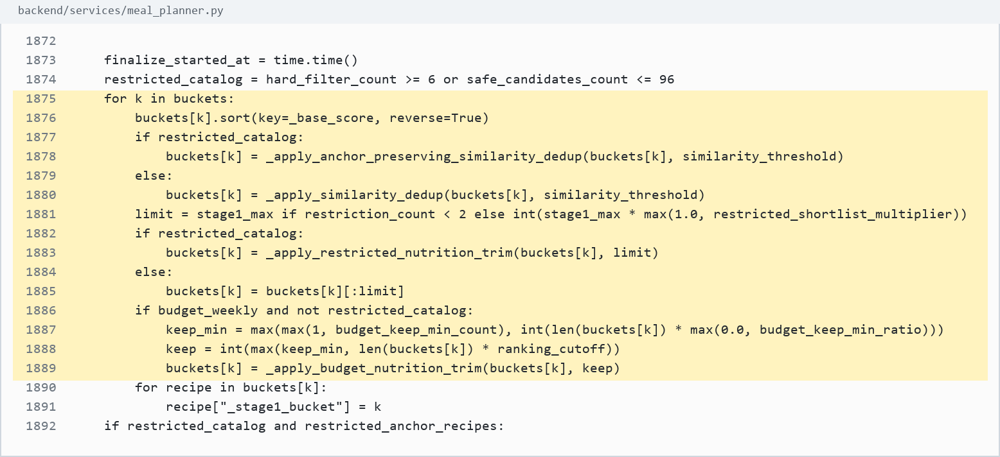 backend/services/meal_planner.py
1872
1873 finalize_started_at = time.time()
1874 restricted_catalog = hard_filter_count >= 6 or safe_candidates_count <= 96
1875 for k in buckets:
1876 buckets[k].sort(key=_base_score, reverse=True)
1877 if restricted_catalog:
1878 buckets[k] = _apply_anchor_preserving_similarity_dedup(buckets[k], similarity_threshold)
1879 else:
1880 buckets[k] = _apply_similarity_dedup(buckets[k], similarity_threshold)
1881 limit = stage1_max if restriction_count < 2 else int(stage1_max * max(1.0, restricted_shortlist_multiplier))
1882 if restricted_catalog:
1883 buckets[k] = _apply_restricted_nutrition_trim(buckets[k], limit)
1884 else:
1885 buckets[k] = buckets[k][:limit]
1886 if budget_weekly and not restricted_catalog:
1887 keep_min = max(max(1, budget_keep_min_count), int(len(buckets[k]) * max(0.0, budget_keep_min_ratio)))
1888 keep = int(max(keep_min, len(buckets[k]) * ranking_cutoff))
1889 buckets[k] = _apply_budget_nutrition_trim(buckets[k], keep)
1890 for recipe in buckets[k]:
1891 recipe["_stage1_bucket"] = k
1892 if restricted_catalog and restricted_anchor_recipes: